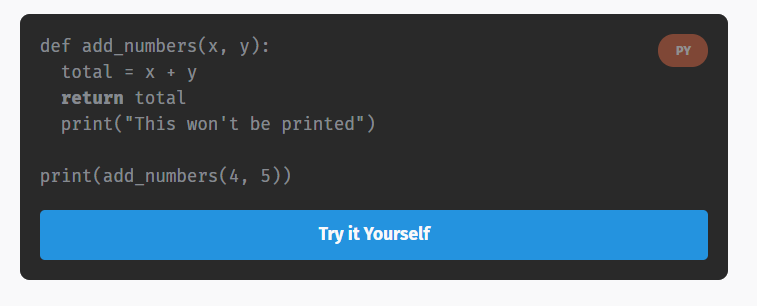 def add_numbers(x, y):
PY
  total = x + y
  return total
  print("This won't be printed")
print(add_numbers(4, 5))
Try it Yourself